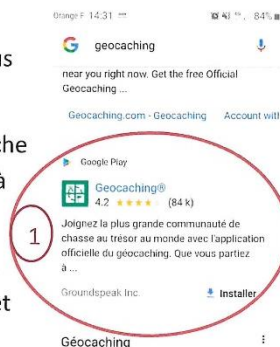 Orange F 14:31
84%
geocaching
near you right now. Get the free Official
Geocaching ...
Geocaching.com - Geocaching Account with
Google Play
Geocaching®
4.2 ★★★★ (84 k)
Joignez la plus grande communauté de
chasse au trésor au monde avec l'application
officielle du géocaching. Que vous partiez
à ...
Groundspeak Inc. Installer
Géocaching
1
che
à
et